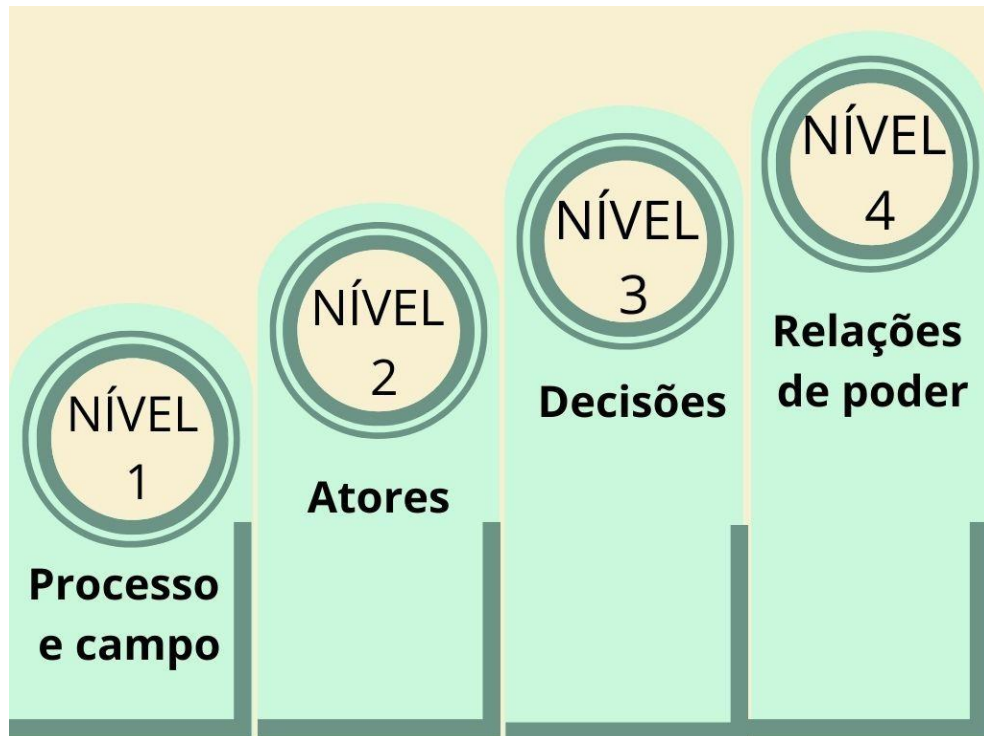 NÍVEL
1
Processo
e campo
NÍVEL
2
Atores
NÍVEL
3
Decisões
NÍVEL
4
Relações
de poder